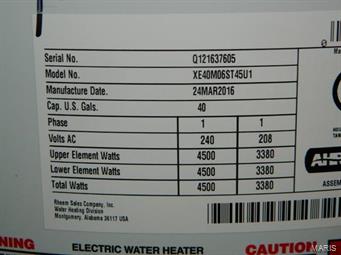 Serial No. Q121637605
Model No. XE40M06ST45U1
Manufacture Date. 24MAR2016
Cap. U.S. Gals. 40
Phase 1 1
Volts AC 240 208
Upper Element Watts 4500 3380
Lower Element Watts 4500 3380
Total Watts 4500 3380
Rheem Sales Company, Inc.
Water Heating Division
Montgomery, Alabama 36117 USA
ASSEM
NING ELECTRIC WATER HEATER CAUTION
MARIS